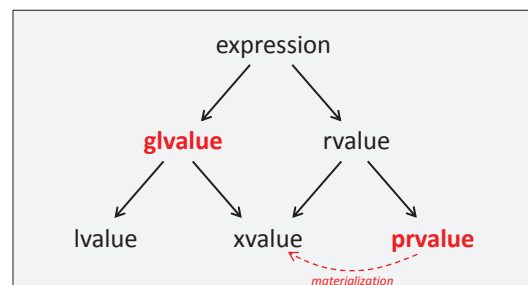 expression
glvalue rvalue
lvalue xvalue prvalue
materialization